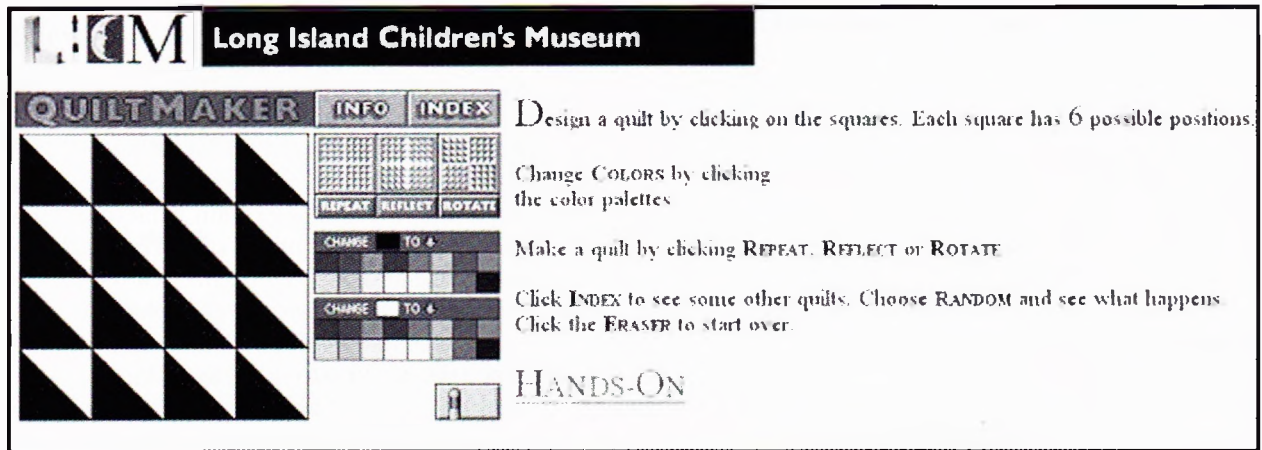 LICM Long Island Children's Museum
QUILTMAKER INFO INDEX
Design a quilt by clicking on the squares. Each square has 6 possible positions.
Change COLORS by clicking
the color palettes
REPEAT REFLECT ROTATE
CHANGE TO
Make a quilt by clicking REPEAT, REFLECT or ROTATE
Click INDEX to see some other quilts. Choose RANDOM and see what happens
Click the ERASER to start over.
CHANGE TO
HANDS-ON